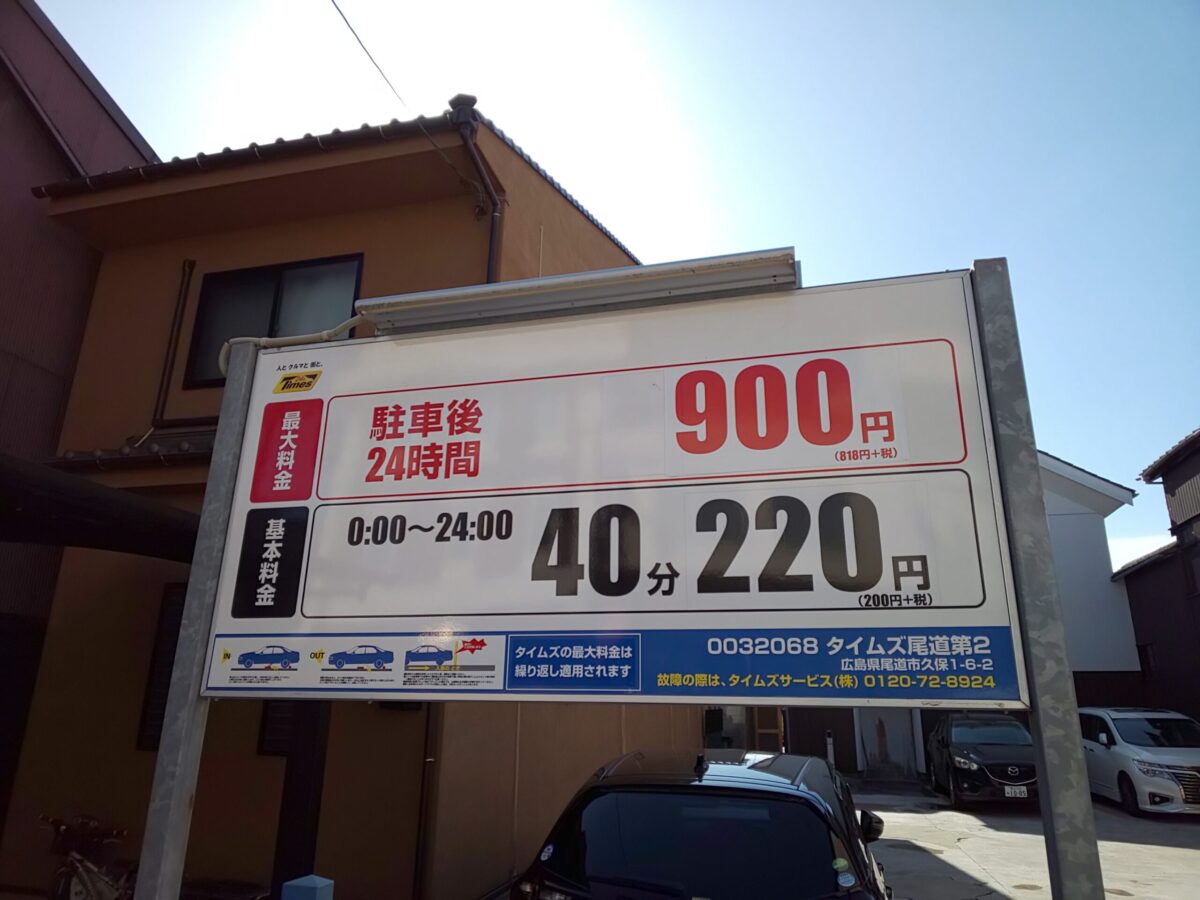 人と クルマと 街と、
Times
最大料金
駐車後
24時間
900円
(818円+税)
基本料金
0:00〜24:00
40分 220円
(200円+税)
IN
OUT
タイムズの最大料金は
繰り返し適用されます
0032068 タイムズ尾道第2
広島県尾道市久保1-6-2
故障の際は、タイムズサービス(株) 0120-72-8924